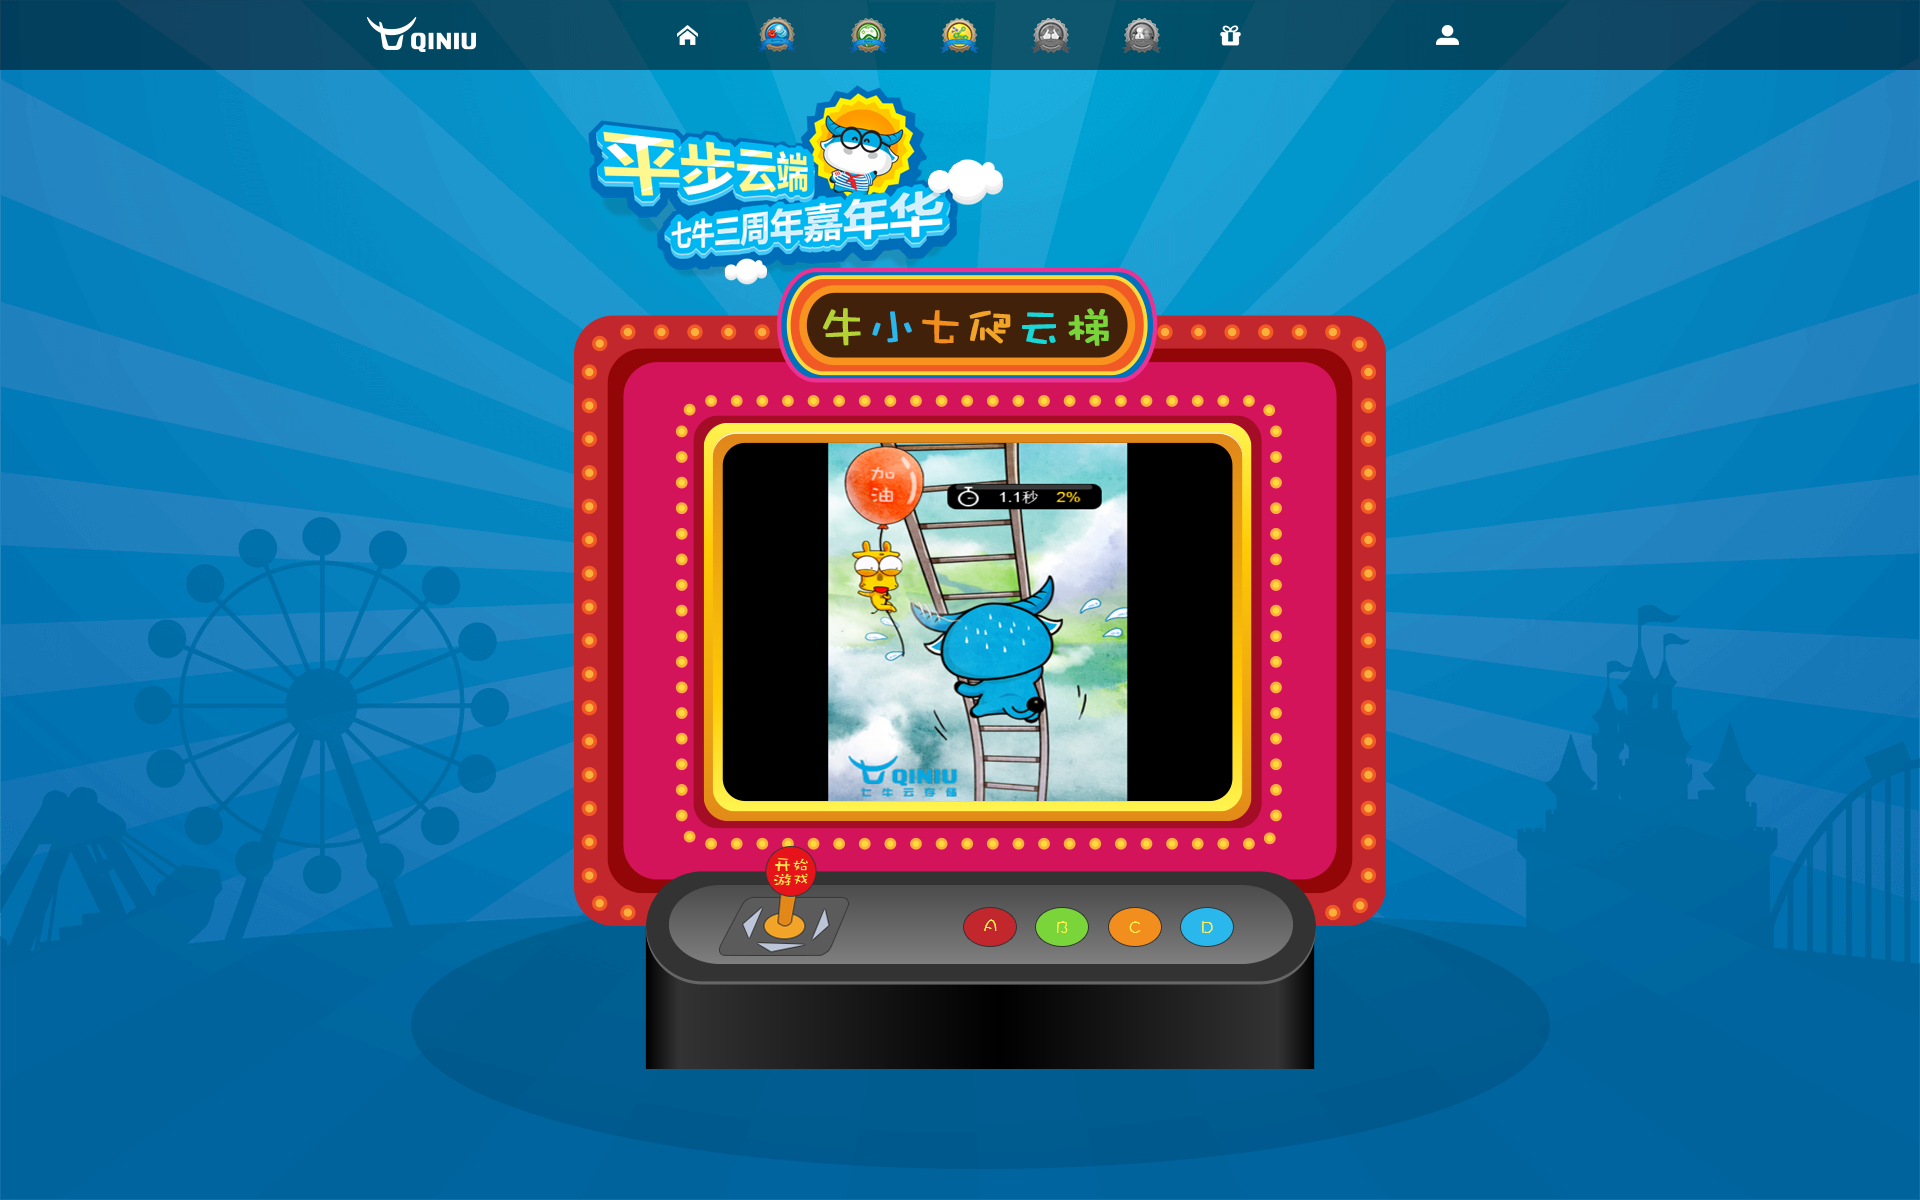 QINIU
平步云端
七牛三周年嘉年华
牛小七爬云梯
加
油
1.1秒 2%
QINIU
七牛云存储
开始
游戏
A B C D